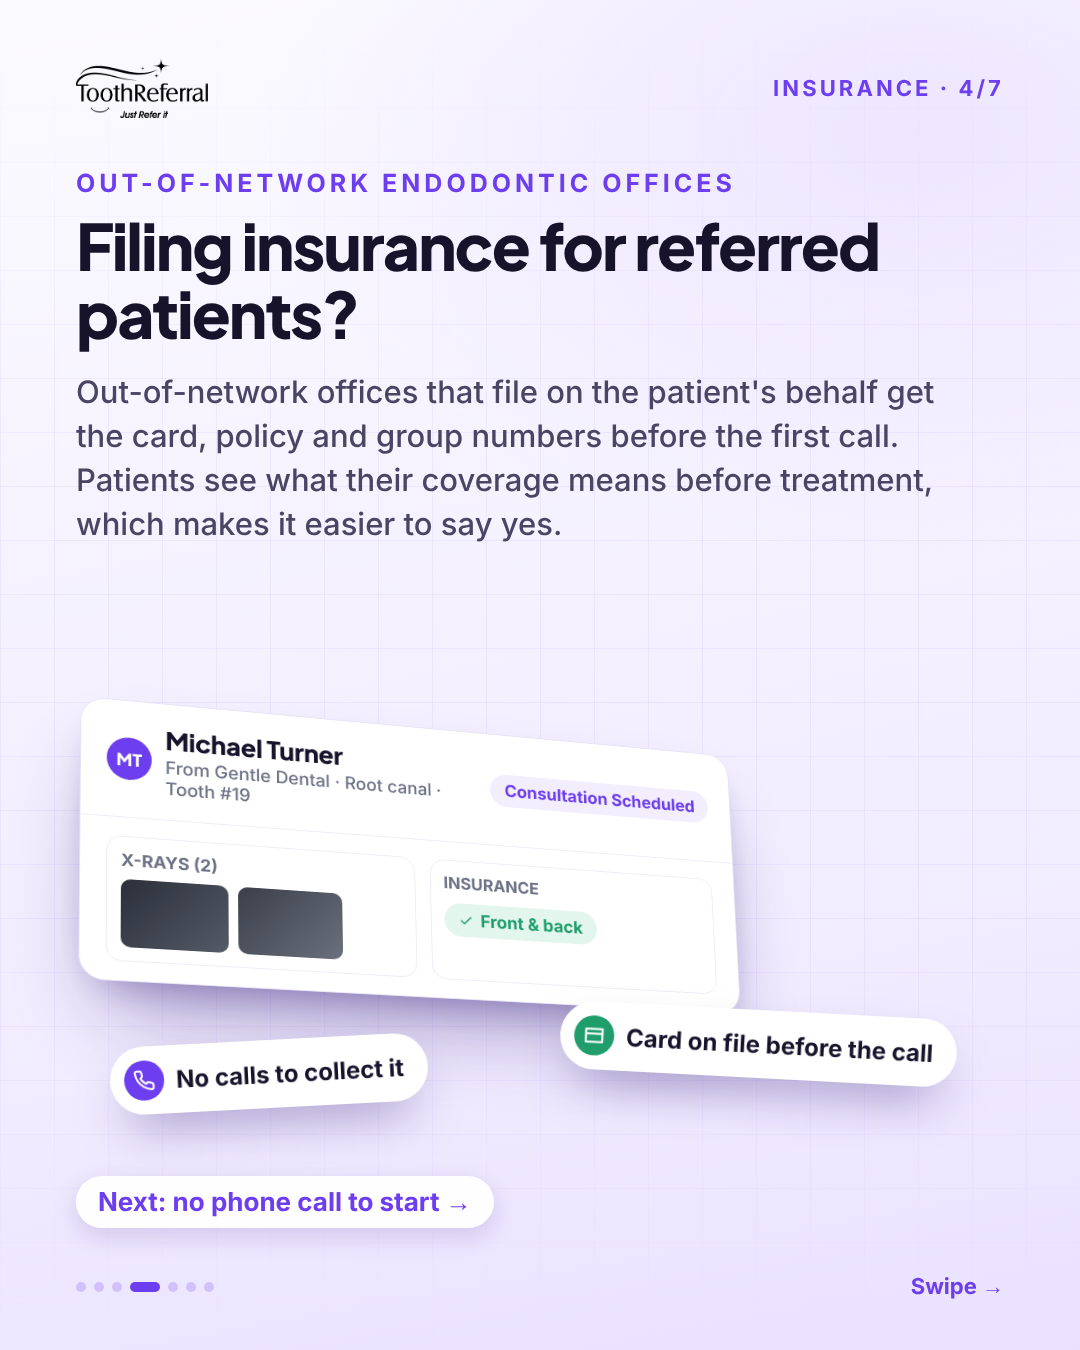 ToothReferral
Just Refer it
INSURANCE · 4/7
OUT-OF-NETWORK ENDODONTIC OFFICES
Filing insurance for referred
patients?
Out-of-network offices that file on the patient's behalf get
the card, policy and group numbers before the first call.
Patients see what their coverage means before treatment,
which makes it easier to say yes.
MT
Michael Turner
From Gentle Dental · Root canal ·
Tooth #19
Consultation Scheduled
X-RAYS (2)
INSURANCE
✓ Front & back
Card on file before the call
No calls to collect it
Next: no phone call to start →
Swipe →